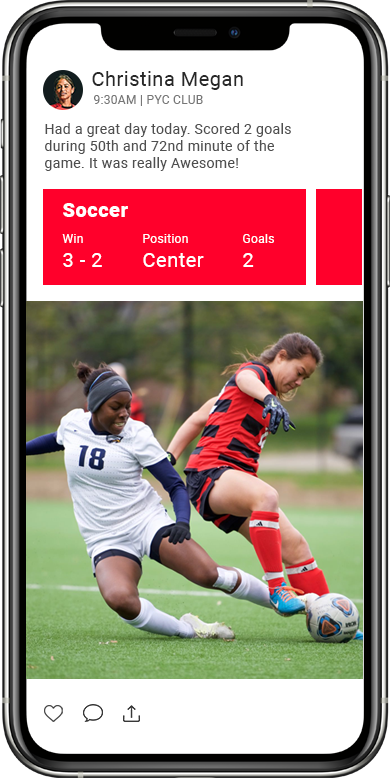 Christina Megan
9:30AM | PYC CLUB
Had a great day today. Scored 2 goals
during 50th and 72nd minute of the
game. It was really Awesome!
Soccer
Win Position Goals
3 - 2 Center 2
18